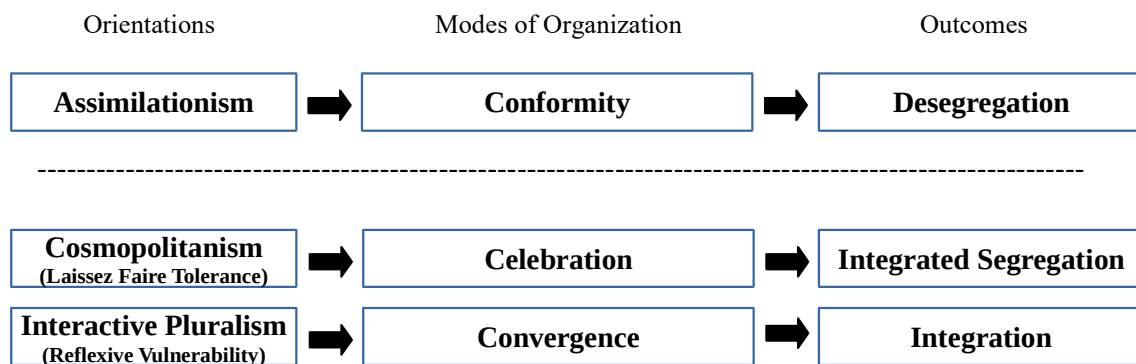 Orientations Modes of Organization Outcomes
Assimilationism Conformity Desegregation
Cosmopolitanism
(Laissez Faire Tolerance)
Celebration Integrated Segregation
Interactive Pluralism
(Reflexive Vulnerability)
Convergence Integration